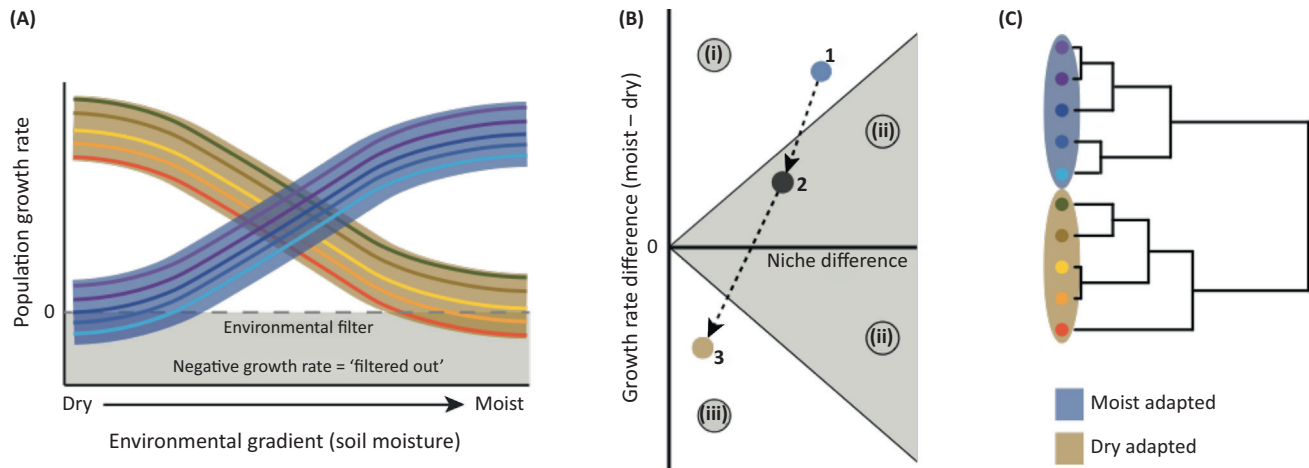 (A)
Population growth rate
0
Environmental filter
Negative growth rate = ‘filtered out’
Dry
Moist
Environmental gradient (soil moisture)
(B)
Growth rate difference (moist – dry)
(i)
1
(ii)
2
0
Niche difference
(ii)
3
(iii)
(C)
Moist adapted
Dry adapted